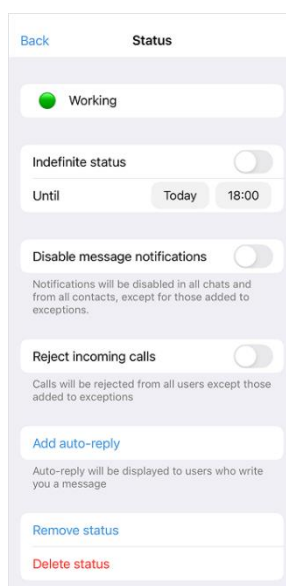 Back Status
Working
Indefinite status
Until Today 18:00
Disable message notifications
Notifications will be disabled in all chats and
from all contacts, except for those added to
exceptions.
Reject incoming calls
Calls will be rejected from all users except those
added to exceptions
Add auto-reply
Auto-reply will be displayed to users who write
you a message
Remove status
Delete status